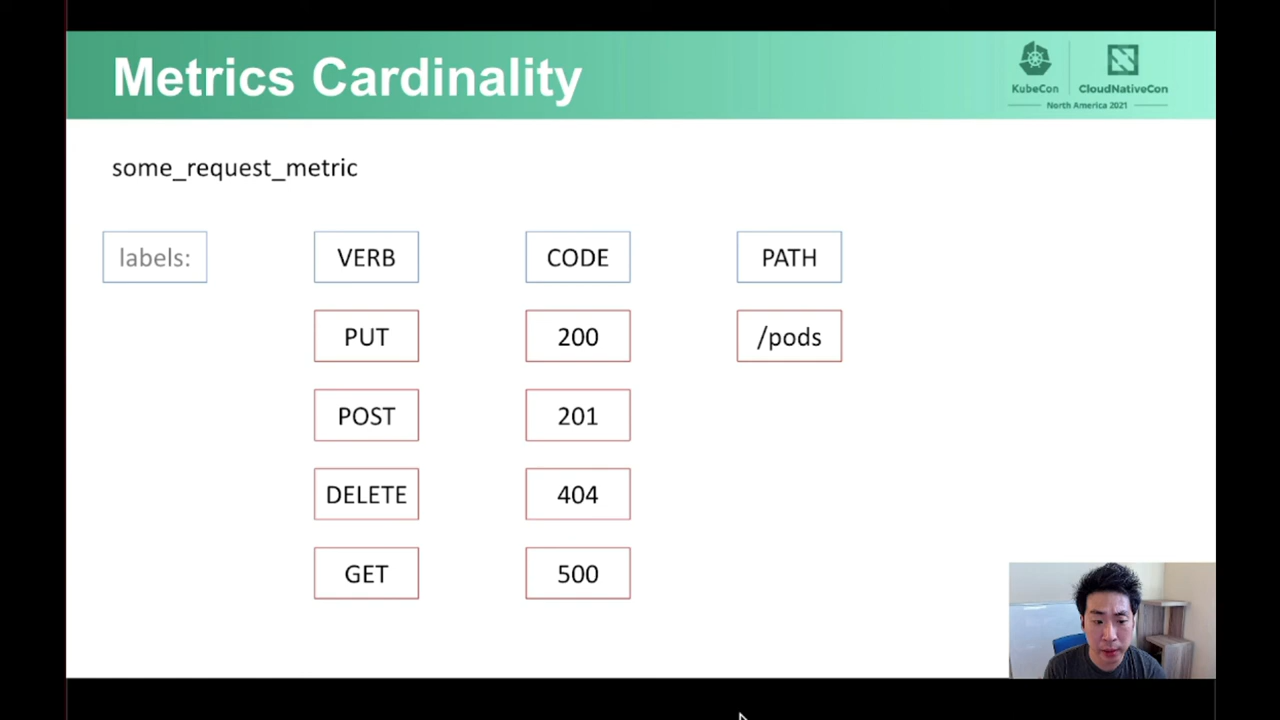 Metrics Cardinality
KubeCon
CloudNativeCon
North America 2021
some_request_metric
labels: VERB CODE PATH
PUT 200 /pods
POST 201
DELETE 404
GET 500